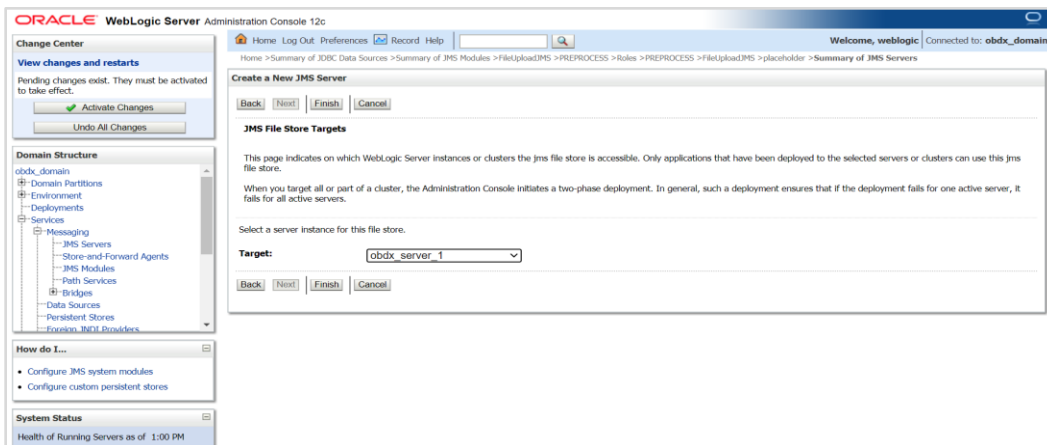 ORACLE WebLogic Server Administration Console 12c
Change Center
View changes and restarts
Pending changes exist. They must be activated
to take effect.
Activate Changes
Undo All Changes
Domain Structure
obdx_domain
Domain Partitions
Environment
Deployments
Services
Messaging
JMS Servers
Store-and-Forward Agents
JMS Modules
Path Services
Bridges
Data Sources
Persistent Stores
Foreign JNDI Providers
How do I...
Configure JMS system modules
Configure custom persistent stores
System Status
Health of Running Servers as of 1:00 PM
Home Log Out Preferences Record Help
Welcome, weblogic Connected to: obdx_domain
Home >Summary of JDBC Data Sources >Summary of JMS Modules >FileUploadJMS >PREPROCESS >Roles >PREPROCESS >FileUploadJMS >placeholder >Summary of JMS Servers
Create a New JMS Server
Back Next Finish Cancel
JMS File Store Targets
This page indicates on which WebLogic Server instances or clusters the jms file store is accessible. Only applications that have been deployed to the selected servers or clusters can use this jms
file store.
When you target all or part of a cluster, the Administration Console initiates a two-phase deployment. In general, such a deployment ensures that if the deployment fails for one active server, it
fails for all active servers.
Select a server instance for this file store.
Target: obdx_server_1
Back Next Finish Cancel